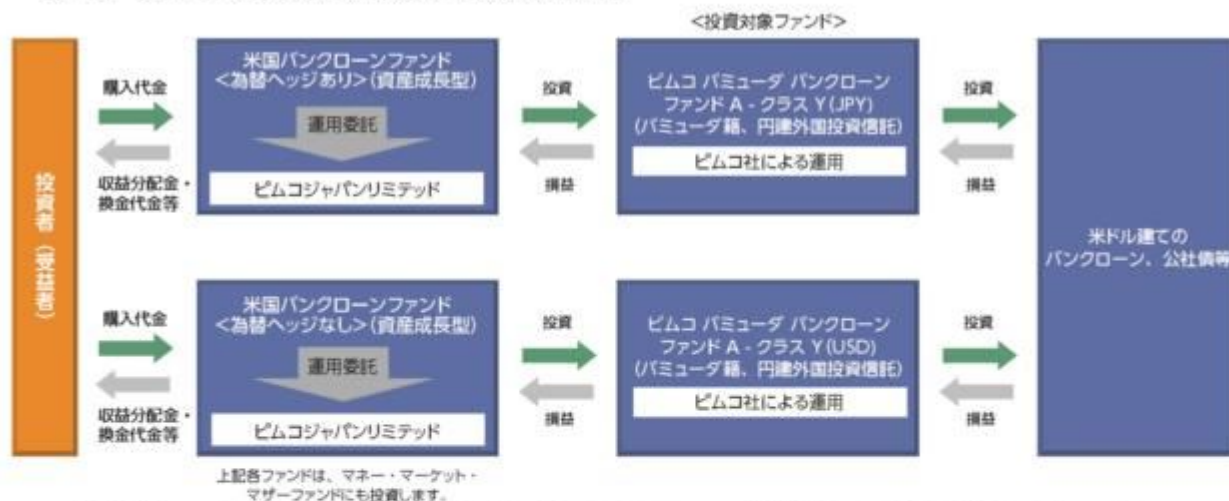 <投資対象ファンド>
投資者（受益者）
購入代金
収益分配金・
換金代金等
米国バンクローンファンド
<為替ヘッジあり>(資産成長型)
運用委託
ピムコジャパンリミテッド
投資
損益
ピムコ バミューダ バンクローン
ファンド A - クラス Y(JPY)
(バミューダ籍、円建外国投資信託)
ピムコ社による運用
投資
損益
米ドル建ての
バンクローン、公社債等
購入代金
収益分配金・
換金代金等
米国バンクローンファンド
<為替ヘッジなし>(資産成長型)
運用委託
ピムコジャパンリミテッド
投資
損益
ピムコ バミューダ バンクローン
ファンド A - クラス Y(USD)
(バミューダ籍、円建外国投資信託)
ピムコ社による運用
投資
損益
上記各ファンドは、マネー・マーケット・
マザーファンドにも投資します。